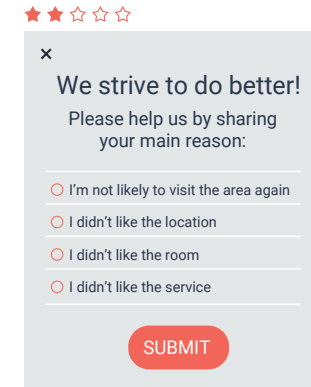 We strive to do better!
Please help us by sharing
your main reason:
I'm not likely to visit the area again
I didn't like the location
I didn't like the room
I didn't like the service
SUBMIT